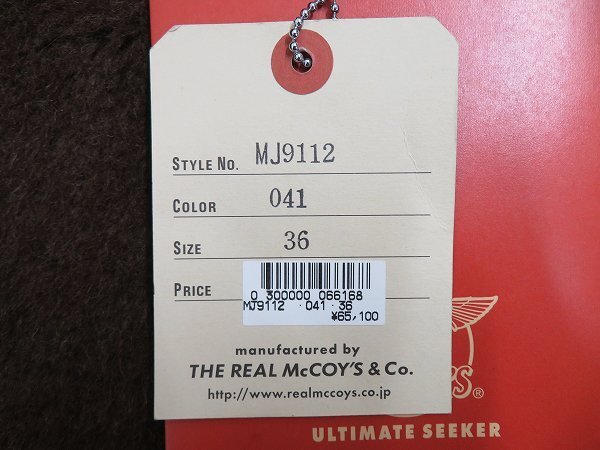 STYLE NO. MJ9112
COLOR 041
SIZE 36
PRICE
0 300000 066168
MJ9112 · 041 · 36
¥65,100
manufactured by
THE REAL McCOY'S & Co.
http://www.realmccoys.co.jp
YS®
ULTIMATE SEEKER